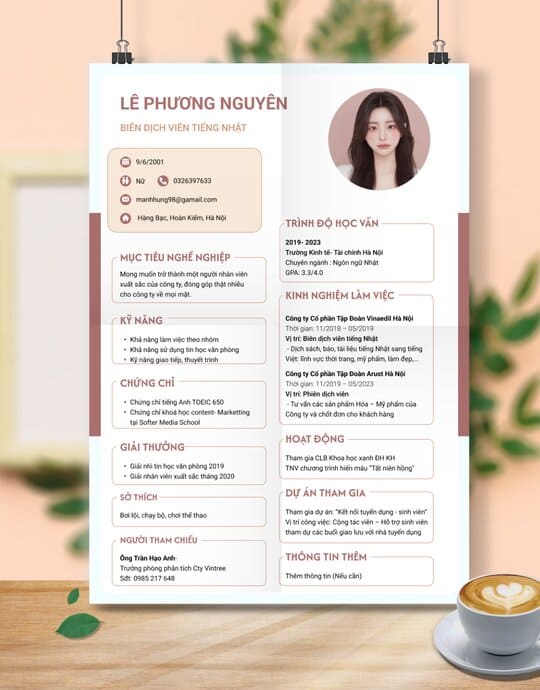 LÊ PHƯƠNG NGUYÊN
BIÊN DỊCH VIÊN TIẾNG NHẬT
9/6/2001
Nữ 0326397633
manhhung98@gamail.com
Hàng Bạc, Hoàn Kiếm, Hà Nội
MỤC TIÊU NGHỀ NGHIỆP
Mong muốn trở thành một người nhân viên
xuất sắc của công ty, đóng góp thật nhiều
cho công ty về mọi mặt.
KỸ NĂNG
• Khả năng làm việc theo nhóm
• Khả năng sử dụng tin học văn phòng
• Kỹ năng giao tiếp, thuyết trình
CHỨNG CHỈ
• Chứng chỉ tiếng Anh TOEIC 650
• Chứng chỉ khoá học content- Marketting
tại Softer Media School
GIẢI THƯỞNG
• Giải nhì tin học văn phòng 2019
• Giải nhân viên xuất sắc tháng 2020
SỞ THÍCH
Bơi lội, chạy bộ, chơi thể thao
NGƯỜI THAM CHIẾU
Ông Trần Hạo Anh-
Trưởng phòng phân tích Cty Vintree
Sđt: 0985 217 648
TRÌNH ĐỘ HỌC VẤN
2019- 2023
Trường Kinh tế- Tài chính Hà Nội
Chuyên ngành : Ngôn ngữ Nhật
GPA: 3.3/4.0
KINH NGHIỆM LÀM VIỆC
Công ty Cổ phần Tập Đoàn Vinaedil Hà Nội
Thời gian: 11/2018 – 05/2019
Vị trí: Biên dịch viên tiếng Nhật
- Dịch sách, báo, tài liệu tiếng Nhật sang tiếng
Việt: lĩnh vực thời trang, mỹ phẩm, làm đẹp,...
Công ty Cổ phần Tập Đoàn Arust Hà Nội
Thời gian: 11/2019 – 05/2023
Vị trí: Phiên dịch viên
- Tư vấn các sản phẩm Hóa – Mỹ phẩm của
Công ty và chốt đơn cho khách hàng
HOẠT ĐỘNG
Tham gia CLB Khoa học xanh ĐH KH
TNV chương trình hiến máu "Tất niên hồng"
DỰ ÁN THAM GIA
Tham gia dự án: "Kết nối tuyển dụng - sinh viên"
Vị trí công việc: Cộng tác viên – Hỗ trợ sinh viên
tham dự các buổi giao lưu với nhà tuyển dụng
THÔNG TIN THÊM
Thêm thông tin (Nếu cần)